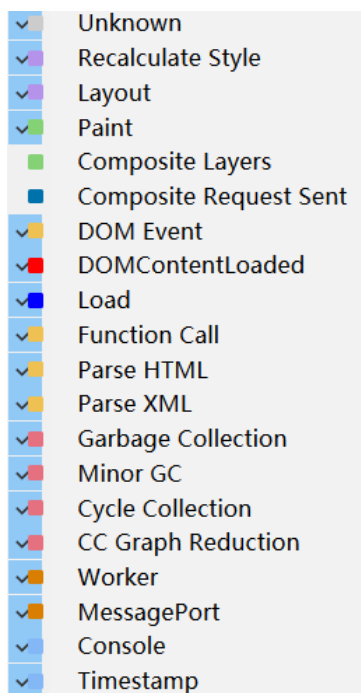 Unknown
Recalculate Style
Layout
Paint
Composite Layers
Composite Request Sent
DOM Event
DOMContentLoaded
Load
Function Call
Parse HTML
Parse XML
Garbage Collection
Minor GC
Cycle Collection
CC Graph Reduction
Worker
MessagePort
Console
Timestamp